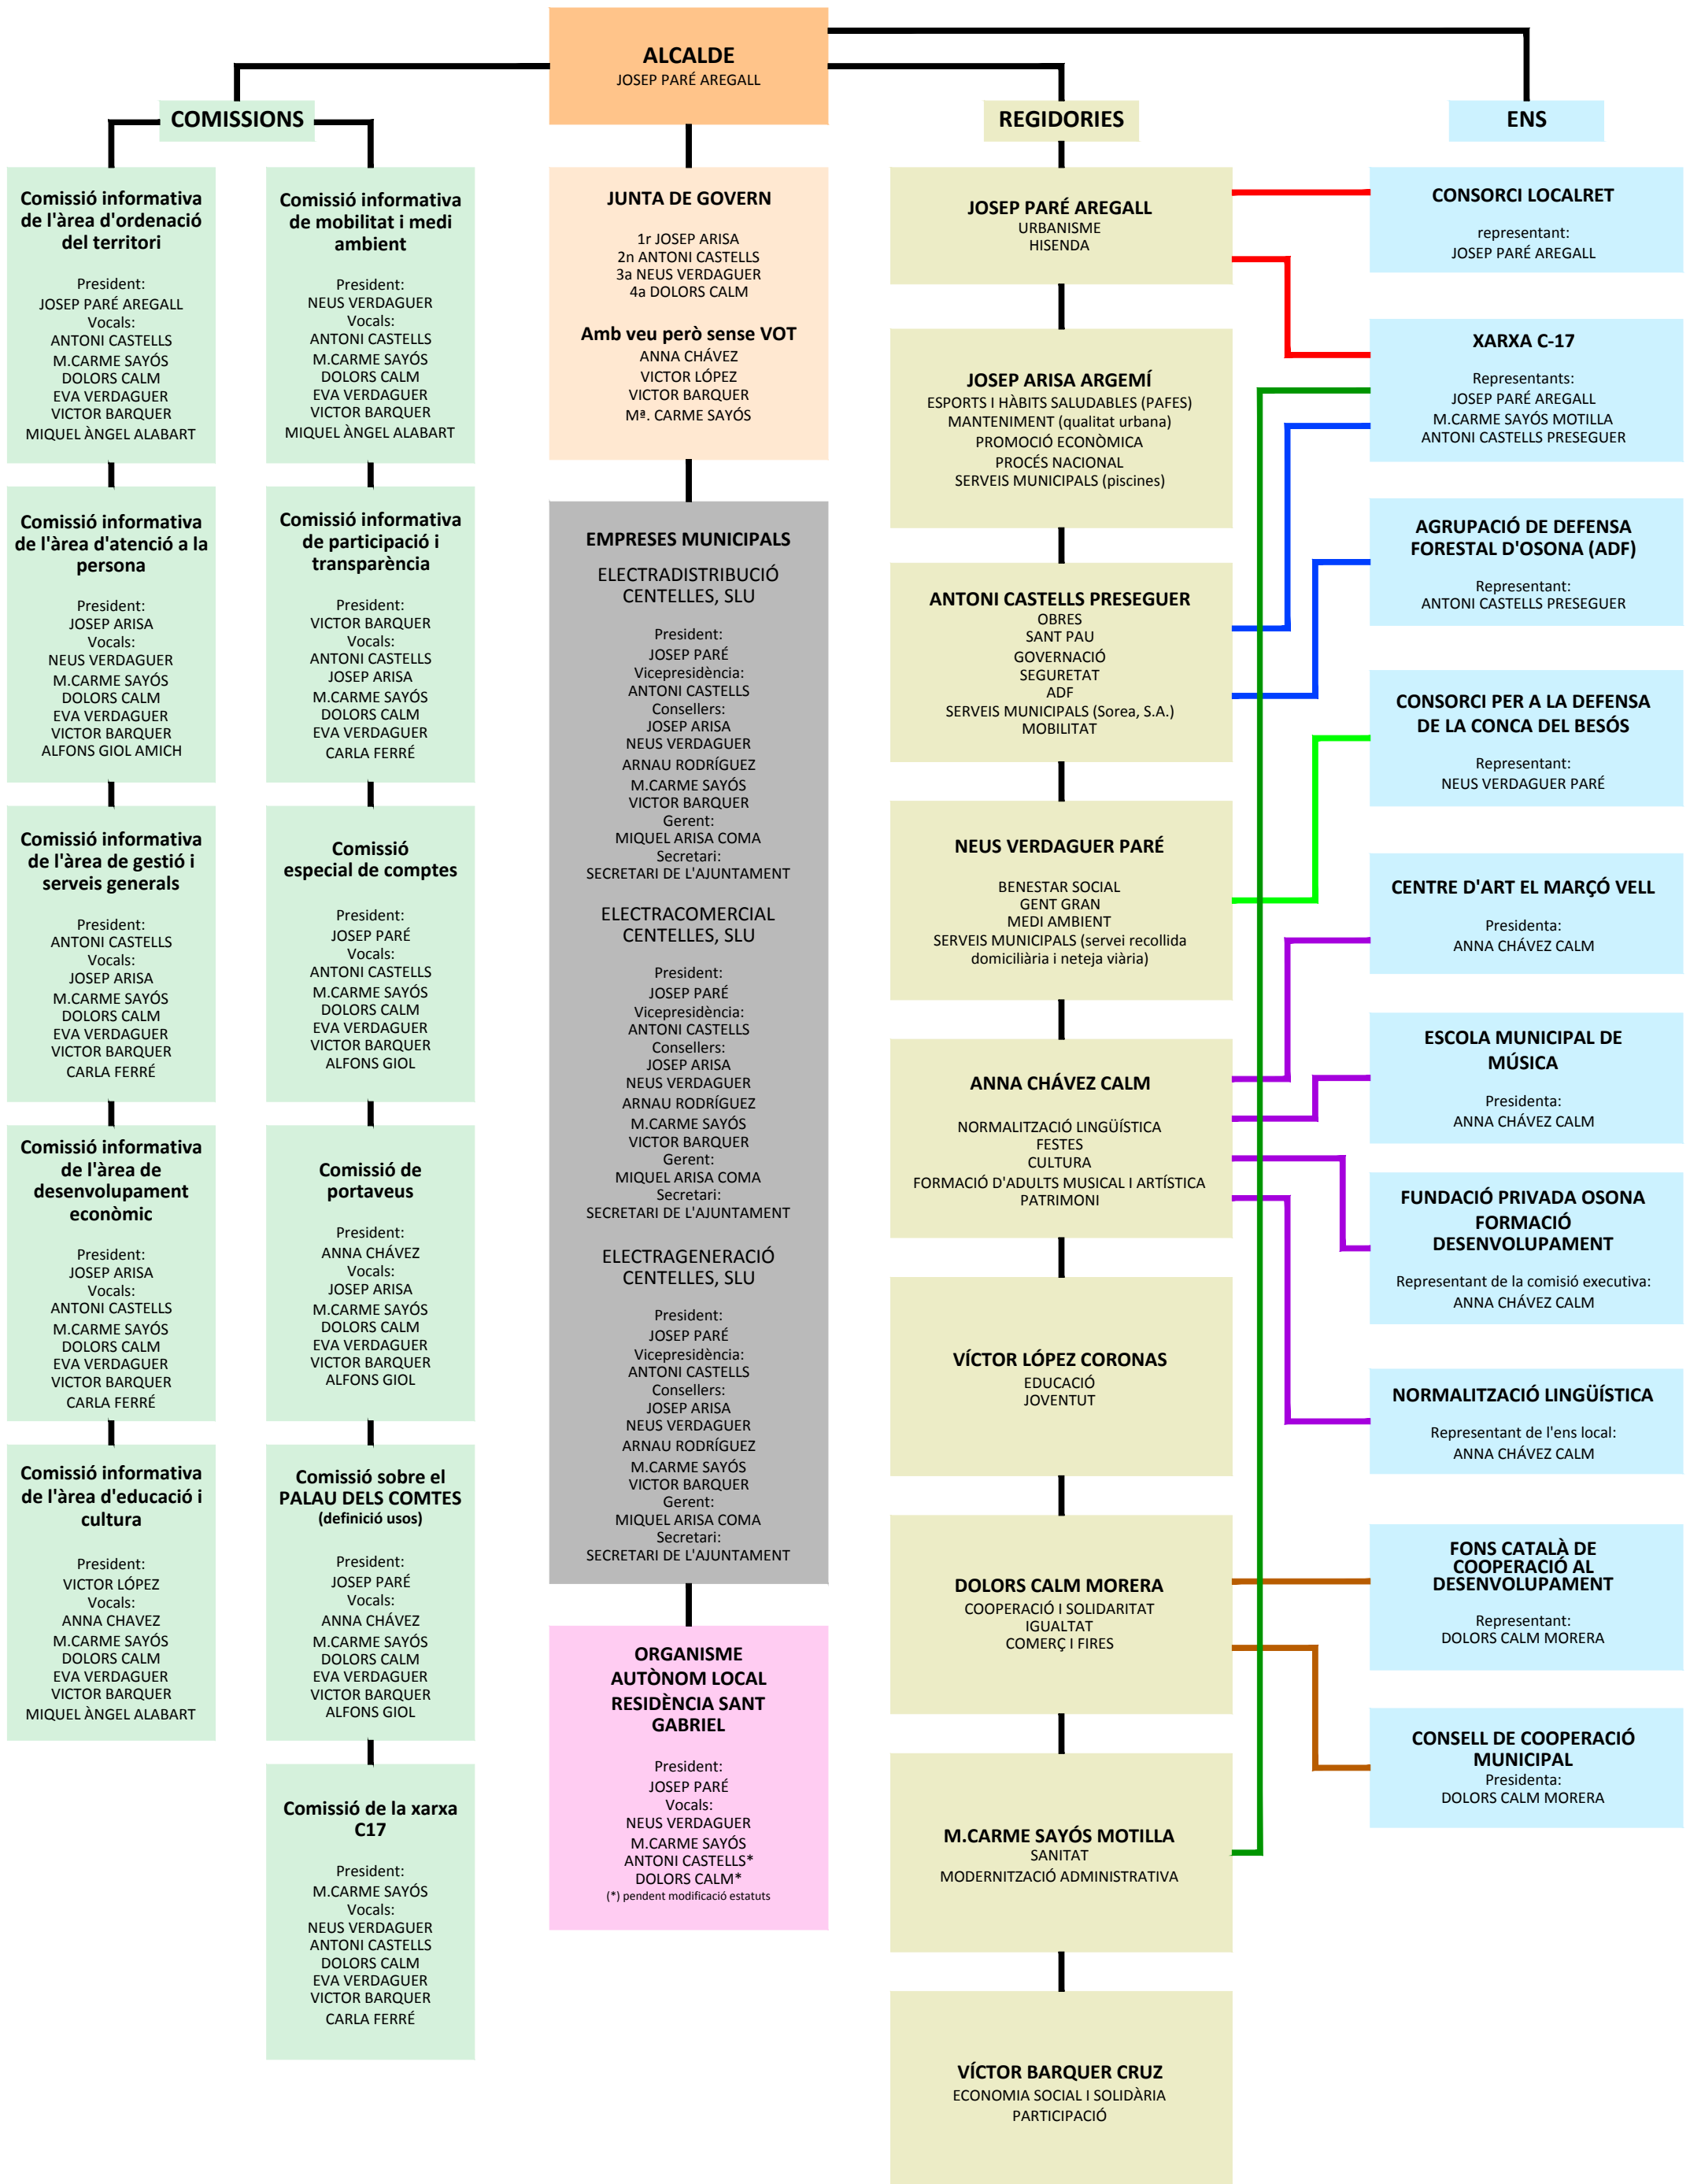 ALCALDE
JOSEP PARÉ AREGALL
COMISSIONS
REGIDORIES
ENS
Comissió informativa
de l'àrea d'ordenació
del territori
President:
JOSEP PARÉ AREGALL
Vocals:
ANTONI CASTELLS
M.CARME SAYÓS
DOLORS CALM
EVA VERDAGUER
VICTOR BARQUER
MIQUEL ÀNGEL ALABART
Comissió informativa
de l'àrea d'atenció a la
persona
President:
JOSEP ARISA
Vocals:
NEUS VERDAGUER
M.CARME SAYÓS
DOLORS CALM
EVA VERDAGUER
VICTOR BARQUER
ALFONS GIOL AMICH
Comissió informativa
de l'àrea de gestió i
serveis generals
President:
ANTONI CASTELLS
Vocals:
JOSEP ARISA
M.CARME SAYÓS
DOLORS CALM
EVA VERDAGUER
VICTOR BARQUER
CARLA FERRÉ
Comissió informativa
de l'àrea de
desenvolupament
econòmic
President:
JOSEP ARISA
Vocals:
ANTONI CASTELLS
M.CARME SAYÓS
DOLORS CALM
EVA VERDAGUER
VICTOR BARQUER
CARLA FERRÉ
Comissió informativa
de l'àrea d'educació i
cultura
President:
VICTOR LÓPEZ
Vocals:
ANNA CHAVEZ
M.CARME SAYÓS
DOLORS CALM
EVA VERDAGUER
VICTOR BARQUER
MIQUEL ÀNGEL ALABART
Comissió informativa
de mobilitat i medi
ambient
President:
NEUS VERDAGUER
Vocals:
ANTONI CASTELLS
M.CARME SAYÓS
DOLORS CALM
EVA VERDAGUER
VICTOR BARQUER
MIQUEL ÀNGEL ALABART
Comissió informativa
de participació i
transparència
President:
VICTOR BARQUER
Vocals:
ANTONI CASTELLS
JOSEP ARISA
M.CARME SAYÓS
DOLORS CALM
EVA VERDAGUER
CARLA FERRÉ
Comissió
especial de comptes
President:
JOSEP PARÉ
Vocals:
ANTONI CASTELLS
M.CARME SAYÓS
DOLORS CALM
EVA VERDAGUER
VICTOR BARQUER
ALFONS GIOL
Comissió de
portaveus
President:
ANNA CHÁVEZ
Vocals:
JOSEP ARISA
M.CARME SAYÓS
DOLORS CALM
EVA VERDAGUER
VICTOR BARQUER
ALFONS GIOL
Comissió sobre el
PALAU DELS COMTES
(definició usos)
President:
JOSEP PARÉ
Vocals:
ANNA CHÁVEZ
M.CARME SAYÓS
DOLORS CALM
EVA VERDAGUER
VICTOR BARQUER
ALFONS GIOL
Comissió de la xarxa
C17
President:
M.CARME SAYÓS
Vocals:
NEUS VERDAGUER
ANTONI CASTELLS
DOLORS CALM
EVA VERDAGUER
VICTOR BARQUER
CARLA FERRÉ
JUNTA DE GOVERN
1r JOSEP ARISA
2n ANTONI CASTELLS
3a NEUS VERDAGUER
4a DOLORS CALM
Amb veu però sense VOT
ANNA CHÁVEZ
VICTOR LÓPEZ
VICTOR BARQUER
Mª. CARME SAYÓS
EMPRESES MUNICIPALS
ELECTRADISTRIBUCIÓ
CENTELLES, SLU
President:
JOSEP PARÉ
Vicepresidència:
ANTONI CASTELLS
Consellers:
JOSEP ARISA
NEUS VERDAGUER
ARNAU RODRÍGUEZ
M.CARME SAYÓS
VICTOR BARQUER
Gerent:
MIQUEL ARISA COMA
Secretari:
SECRETARI DE L'AJUNTAMENT
ELECTRACOMERCIAL
CENTELLES, SLU
President:
JOSEP PARÉ
Vicepresidència:
ANTONI CASTELLS
Consellers:
JOSEP ARISA
NEUS VERDAGUER
ARNAU RODRÍGUEZ
M.CARME SAYÓS
VICTOR BARQUER
Gerent:
MIQUEL ARISA COMA
Secretari:
SECRETARI DE L'AJUNTAMENT
ELECTRAGENERACIÓ
CENTELLES, SLU
President:
JOSEP PARÉ
Vicepresidència:
ANTONI CASTELLS
Consellers:
JOSEP ARISA
NEUS VERDAGUER
ARNAU RODRÍGUEZ
M.CARME SAYÓS
VICTOR BARQUER
Gerent:
MIQUEL ARISA COMA
Secretari:
SECRETARI DE L'AJUNTAMENT
ORGANISME
AUTÒNOM LOCAL
RESIDÈNCIA SANT
GABRIEL
President:
JOSEP PARÉ
Vocals:
NEUS VERDAGUER
M.CARME SAYÓS
ANTONI CASTELLS*
DOLORS CALM*
(*) pendent modificació estatuts
JOSEP PARÉ AREGALL
URBANISME
HISENDA
JOSEP ARISA ARGEMÍ
ESPORTS I HÀBITS SALUDABLES (PAFES)
MANTENIMENT (qualitat urbana)
PROMOCIÓ ECONÒMICA
PROCÉS NACIONAL
SERVEIS MUNICIPALS (piscines)
ANTONI CASTELLS PRESEGUER
OBRES
SANT PAU
GOVERNACIÓ
SEGURETAT
ADF
SERVEIS MUNICIPALS (Sorea, S.A.)
MOBILITAT
NEUS VERDAGUER PARÉ
BENESTAR SOCIAL
GENT GRAN
MEDI AMBIENT
SERVEIS MUNICIPALS (servei recollida
domiciliària i neteja viària)
ANNA CHÁVEZ CALM
NORMALITZACIÓ LINGÜÍSTICA
FESTES
CULTURA
FORMACIÓ D'ADULTS MUSICAL I ARTÍSTICA
PATRIMONI
VÍCTOR LÓPEZ CORONAS
EDUCACIÓ
JOVENTUT
DOLORS CALM MORERA
COOPERACIÓ I SOLIDARITAT
IGUALTAT
COMERÇ I FIRES
M.CARME SAYÓS MOTILLA
SANITAT
MODERNITZACIÓ ADMINISTRATIVA
VÍCTOR BARQUER CRUZ
ECONOMIA SOCIAL I SOLIDÀRIA
PARTICIPACIÓ
CONSORCI LOCALRET
representant:
JOSEP PARÉ AREGALL
XARXA C-17
Representants:
JOSEP PARÉ AREGALL
M.CARME SAYÓS MOTILLA
ANTONI CASTELLS PRESEGUER
AGRUPACIÓ DE DEFENSA
FORESTAL D'OSONA (ADF)
Representant:
ANTONI CASTELLS PRESEGUER
CONSORCI PER A LA DEFENSA
DE LA CONCA DEL BESÓS
Representant:
NEUS VERDAGUER PARÉ
CENTRE D'ART EL MARÇÓ VELL
Presidenta:
ANNA CHÁVEZ CALM
ESCOLA MUNICIPAL DE
MÚSICA
Presidenta:
ANNA CHÁVEZ CALM
FUNDACIÓ PRIVADA OSONA
FORMACIÓ
DESENVOLUPAMENT
Representant de la comisió executiva:
ANNA CHÁVEZ CALM
NORMALITZACIÓ LINGÜÍSTICA
Representant de l'ens local:
ANNA CHÁVEZ CALM
FONS CATALÀ DE
COOPERACIÓ AL
DESENVOLUPAMENT
Representant:
DOLORS CALM MORERA
CONSELL DE COOPERACIÓ
MUNICIPAL
Presidenta:
DOLORS CALM MORERA